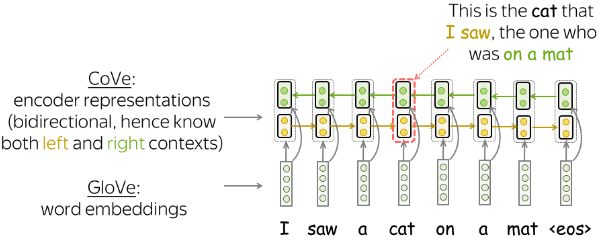 This is the cat that
I saw, the one who
was on a mat
CoVe:
encoder representations
(bidirectional, hence know
both left and right contexts)
GloVe:
word embeddings
I saw a cat on a mat <eos>